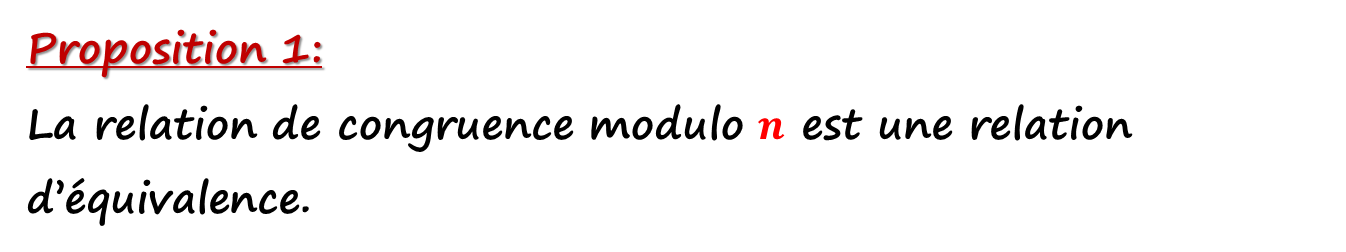 Proposition 1:
La relation de congruence modulo n est une relation
d’équivalence.